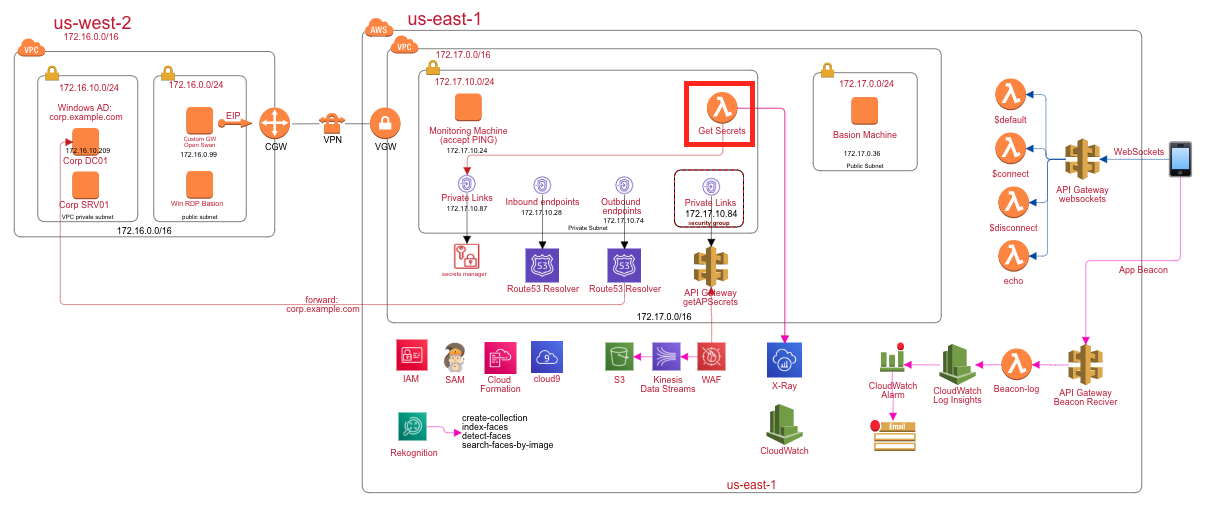 us-west-2
172.16.0.0/16
VPC
172.16.10.0/24
Windows AD:
corp.example.com
172.16.10.209
Corp DC01
Corp SRV01
VPC private subnet
172.16.0.0/24
EIP
Custom GW
Open Swan
172.16.0.99
Win RDP Basion
public subnet
172.16.0.0/16
CGW
VPN
VGW
us-east-1
AWS
VPC
172.17.0.0/16
172.17.10.0/24
Monitoring Machine
(accept PING)
172.17.10.24
Get Secrets
Private Links
172.17.10.87
Inbound endpoints
172.17.10.28
Outbound
endpoints
172.17.10.74
Private Links
172.17.10.84
security group
Private Subnet
172.17.0.0/24
Basion Machine
172.17.0.36
Public Subnet
secrets manager
53
Route53 Resolver
53
Route53 Resolver
API Gateway
getAPSecrets
forward:
corp.example.com
172.17.0.0/16
$default
$connect
$disconnect
echo
API Gateway
websockets
WebSockets
App Beacon
IAM
SAM
Cloud
Formation
9
cloud9
S3
Kinesis
Data Streams
WAF
X-Ray
CloudWatch
Alarm
CloudWatch
Log Insights
Beacon-log
API Gateway
Beacon Reciver
Email
Rekognition
create-collection
index-faces
detect-faces
search-faces-by-image
CloudWatch
us-east-1